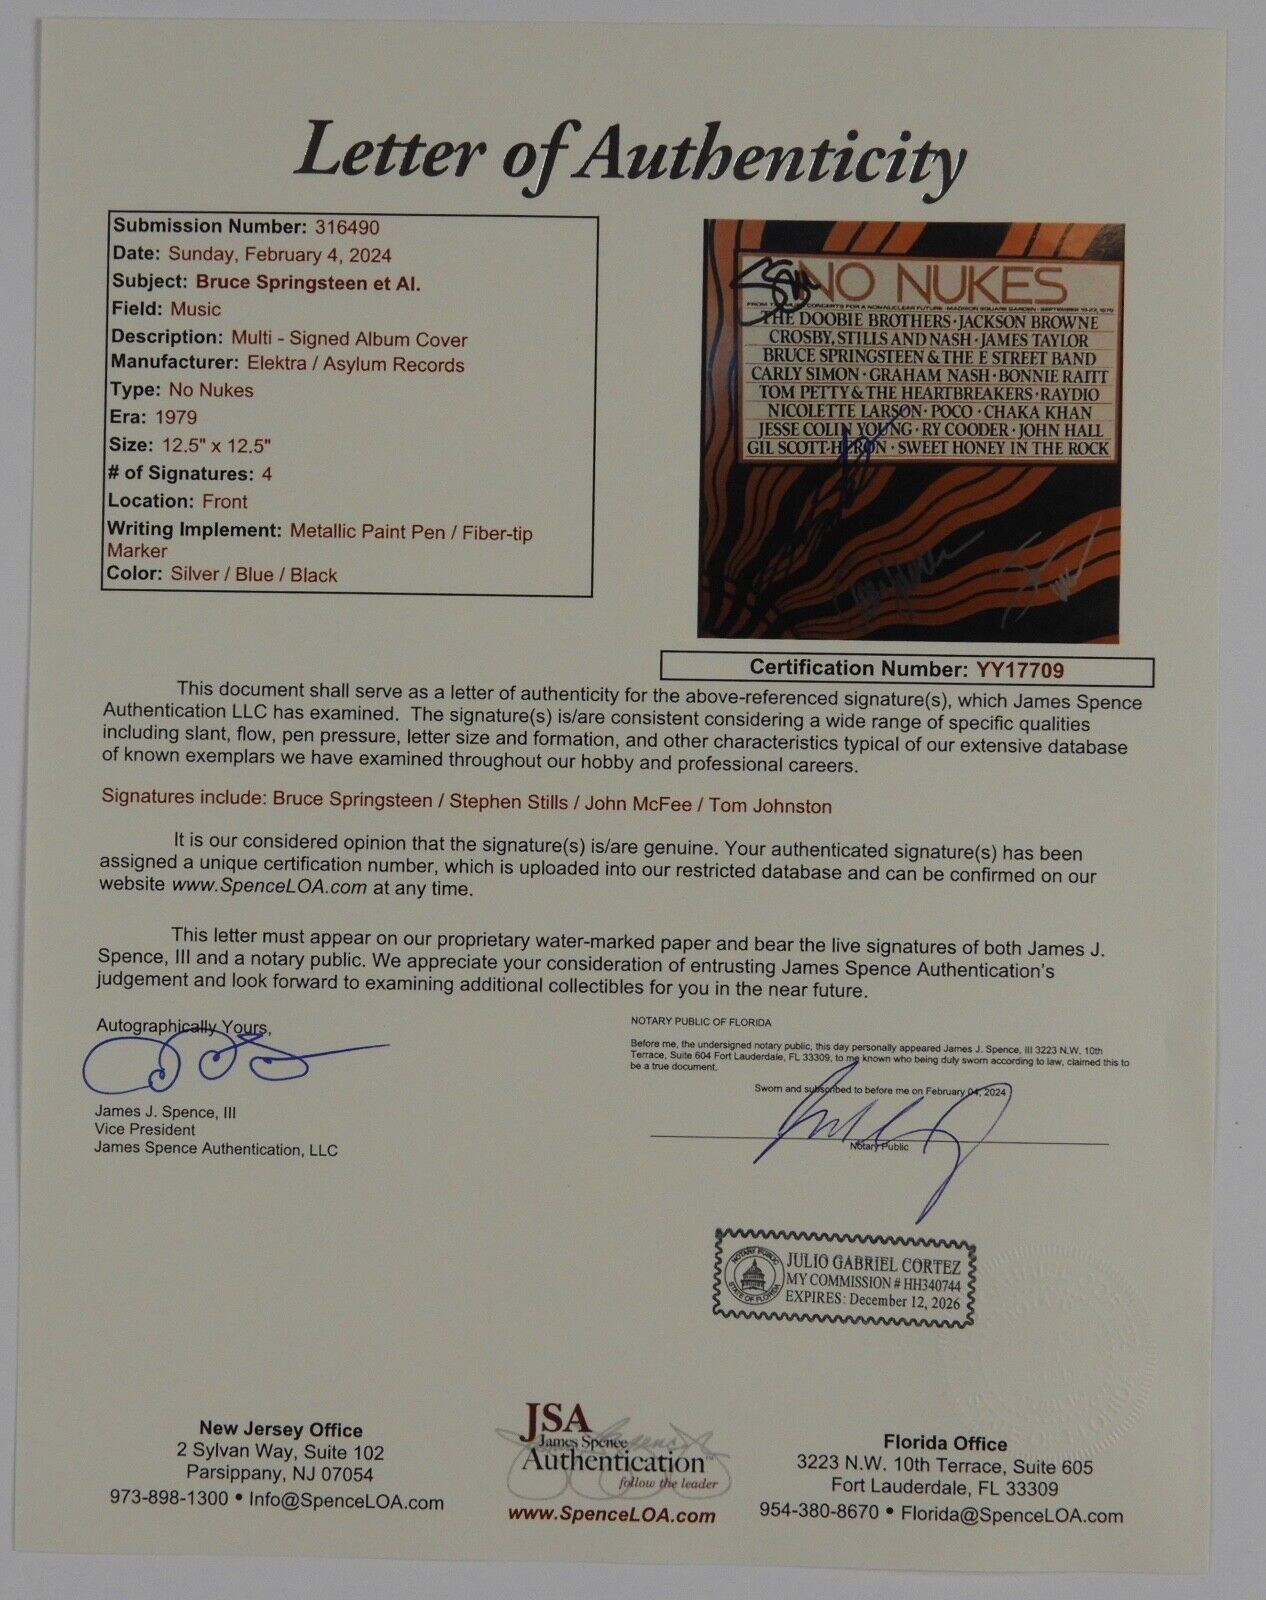 Letter of Authenticity
Submission Number: 316490
Date: Sunday, February 4, 2024
Subject: Bruce Springsteen et Al.
Field: Music
Description: Multi - Signed Album Cover
Manufacturer: Elektra / Asylum Records
Type: No Nukes
Era: 1979
Size: 12.5" x 12.5"
# of Signatures: 4
Location: Front
Writing Implement: Metallic Paint Pen / Fiber-tip
Marker
Color: Silver / Blue / Black
NO NUKES
FROM THE MUSE CONCERTS FOR A NON-NUCLEAR FUTURE · MADISON SQUARE GARDEN · SEPTEMBER 19-23, 1979
THE DOOBIE BROTHERS · JACKSON BROWNE
CROSBY, STILLS AND NASH · JAMES TAYLOR
BRUCE SPRINGSTEEN & THE E STREET BAND
CARLY SIMON · GRAHAM NASH · BONNIE RAITT
TOM PETTY & THE HEARTBREAKERS · RAYDIO
NICOLETTE LARSON · POCO · CHAKA KHAN
JESSE COLIN YOUNG · RY COODER · JOHN HALL
GIL SCOTT-HERON · SWEET HONEY IN THE ROCK
Certification Number: YY17709
This document shall serve as a letter of authenticity for the above-referenced signature(s), which James Spence
Authentication LLC has examined. The signature(s) is/are consistent considering a wide range of specific qualities
including slant, flow, pen pressure, letter size and formation, and other characteristics typical of our extensive database
of known exemplars we have examined throughout our hobby and professional careers.
Signatures include: Bruce Springsteen / Stephen Stills / John McFee / Tom Johnston
It is our considered opinion that the signature(s) is/are genuine. Your authenticated signature(s) has been
assigned a unique certification number, which is uploaded into our restricted database and can be confirmed on our
website www.SpenceLOA.com at any time.
This letter must appear on our proprietary water-marked paper and bear the live signatures of both James J.
Spence, III and a notary public. We appreciate your consideration of entrusting James Spence Authentication's
judgement and look forward to examining additional collectibles for you in the near future.
Autographically Yours,
James J. Spence, III
Vice President
James Spence Authentication, LLC
NOTARY PUBLIC OF FLORIDA
Before me, the undersigned notary public, this day personally appeared James J. Spence, III 3223 N.W. 10th
Terrace, Suite 604 Fort Lauderdale, FL 33309, to me known who being duly sworn according to law, claimed this to
be a true document.
Sworn and subscribed to before me on February 04, 2024
Notary Public
NOTARY PUBLIC
STATE OF FLORIDA
JULIO GABRIEL CORTEZ
MY COMMISSION # HH340744
EXPIRES: December 12, 2026
New Jersey Office
2 Sylvan Way, Suite 102
Parsippany, NJ 07054
973-898-1300 • Info@SpenceLOA.com
JSA
James Spence
Authentication
follow the leader
www.SpenceLOA.com
Florida Office
3223 N.W. 10th Terrace, Suite 605
Fort Lauderdale, FL 33309
954-380-8670 • Florida@SpenceLOA.com